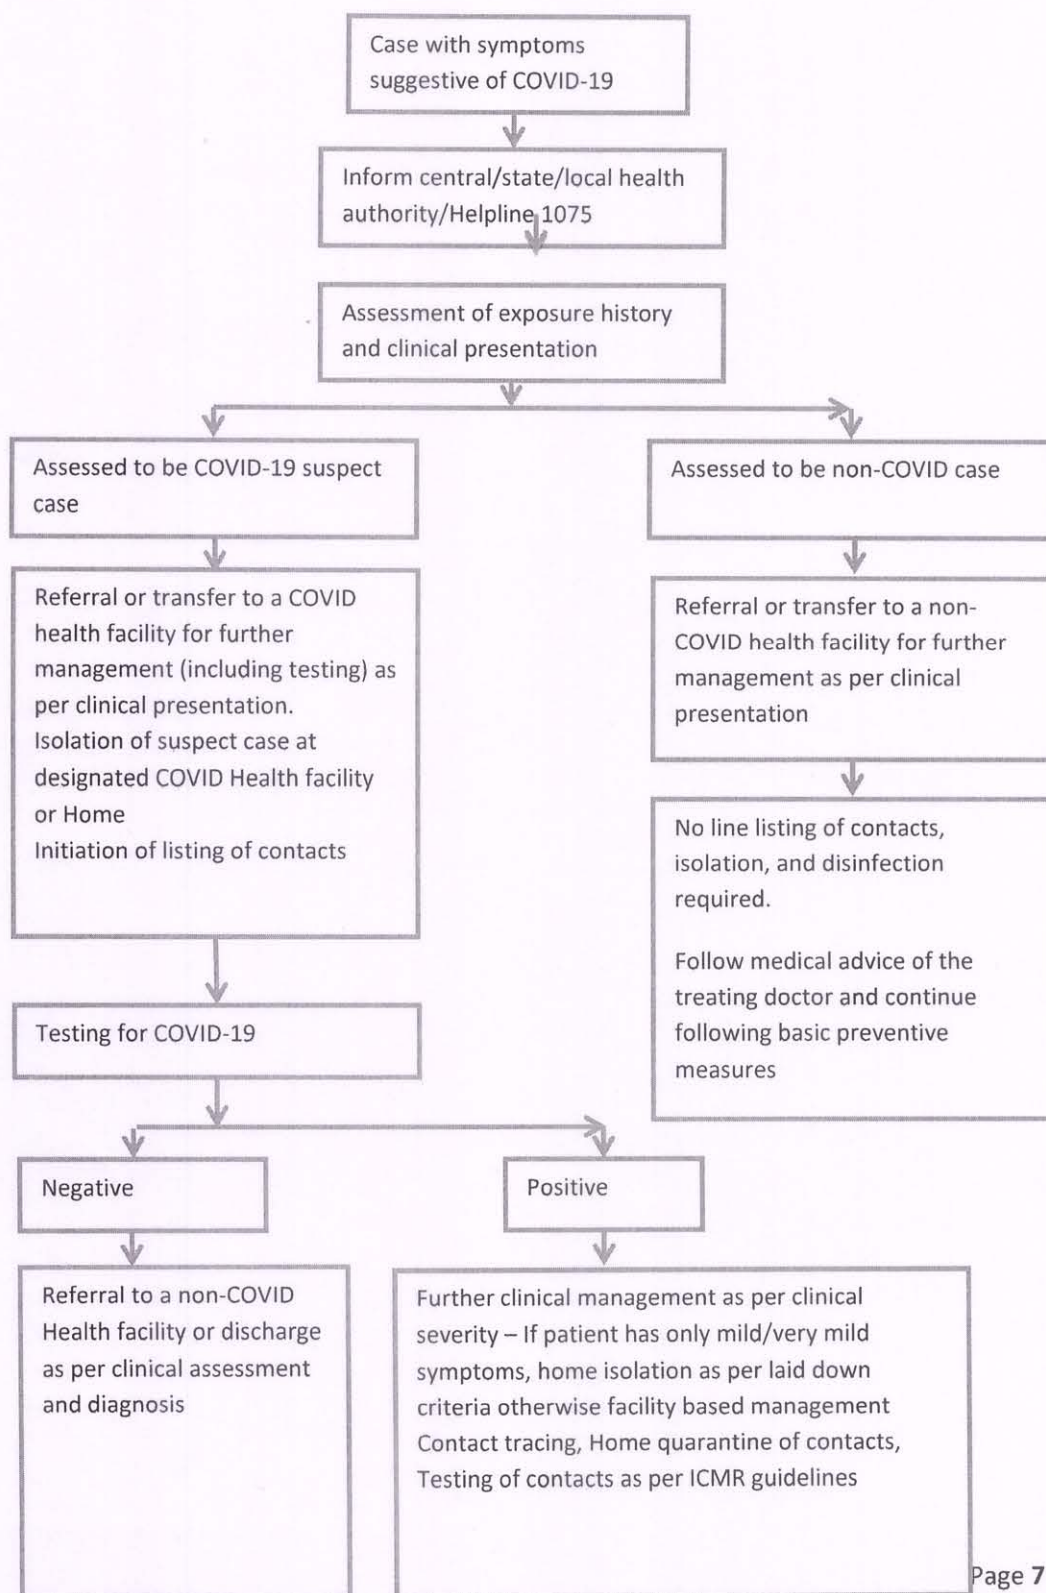 Case with symptoms
suggestive of COVID-19
Inform central/state/local health
authority/Helpline 1075
Assessment of exposure history
and clinical presentation
Assessed to be COVID-19 suspect
case
Assessed to be non-COVID case
Referral or transfer to a COVID
health facility for further
management (including testing) as
per clinical presentation.
Isolation of suspect case at
designated COVID Health facility
or Home
Initiation of listing of contacts
Referral or transfer to a non-
COVID health facility for further
management as per clinical
presentation
No line listing of contacts,
isolation, and disinfection
required.
Follow medical advice of the
treating doctor and continue
following basic preventive
measures
Testing for COVID-19
Negative
Positive
Referral to a non-COVID
Health facility or discharge
as per clinical assessment
and diagnosis
Further clinical management as per clinical
severity – If patient has only mild/very mild
symptoms, home isolation as per laid down
criteria otherwise facility based management
Contact tracing, Home quarantine of contacts,
Testing of contacts as per ICMR guidelines
Page 7